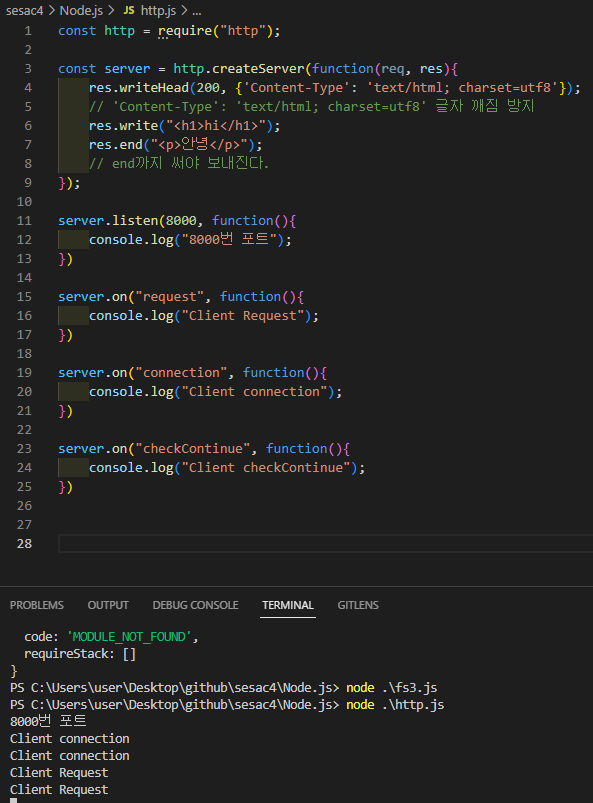 sesac4 > Node.js > JS http.js > ...
1 const http = require("http");
2
3 const server = http.createServer(function(req, res){
4 res.writeHead(200, {'Content-Type': 'text/html; charset=utf8'});
5 // 'Content-Type': 'text/html; charset=utf8' 글자 깨짐 방지
6 res.write("<h1>hi</h1>");
7 res.end("<p>안녕</p>");
8 // end까지 써야 보내진다.
9 });
10
11 server.listen(8000, function(){
12 console.log("8000번 포트");
13 })
14
15 server.on("request", function(){
16 console.log("Client Request");
17 })
18
19 server.on("connection", function(){
20 console.log("Client connection");
21 })
22
23 server.on("checkContinue", function(){
24 console.log("Client checkContinue");
25 })
26
27
28
PROBLEMS OUTPUT DEBUG CONSOLE TERMINAL GITLENS
code: 'MODULE_NOT_FOUND',
requireStack: []
}
PS C:\Users\user\Desktop\github\sesac4\Node.js> node .\fs3.js
PS C:\Users\user\Desktop\github\sesac4\Node.js> node .\http.js
8000번 포트
Client connection
Client connection
Client Request
Client Request